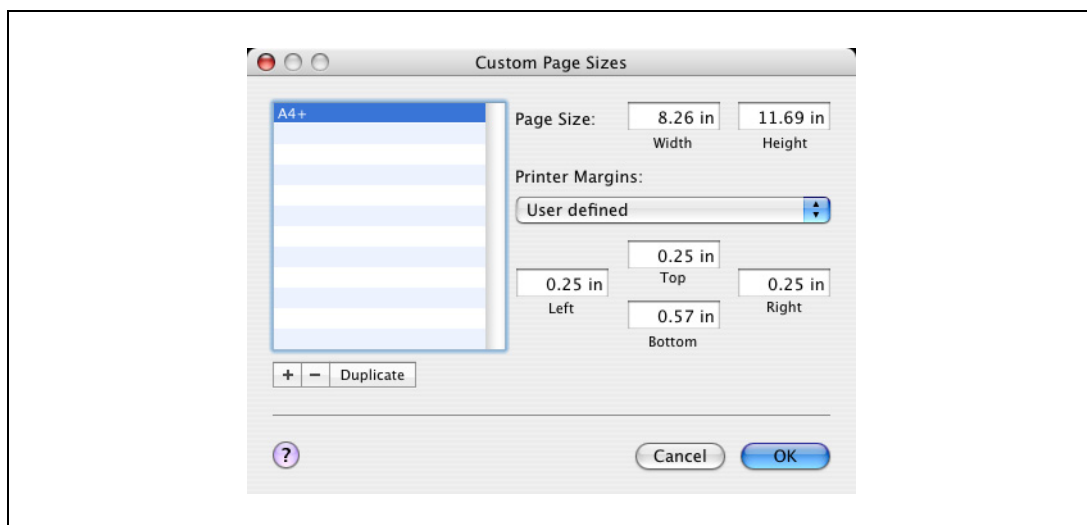 Custom Page Sizes
A4+
Page Size:
8.26 in
11.69 in
Width
Height
Printer Margins:
User defined
0.25 in
Top
0.25 in
Left
0.25 in
Right
0.57 in
Bottom
+ − Duplicate
?
Cancel
OK